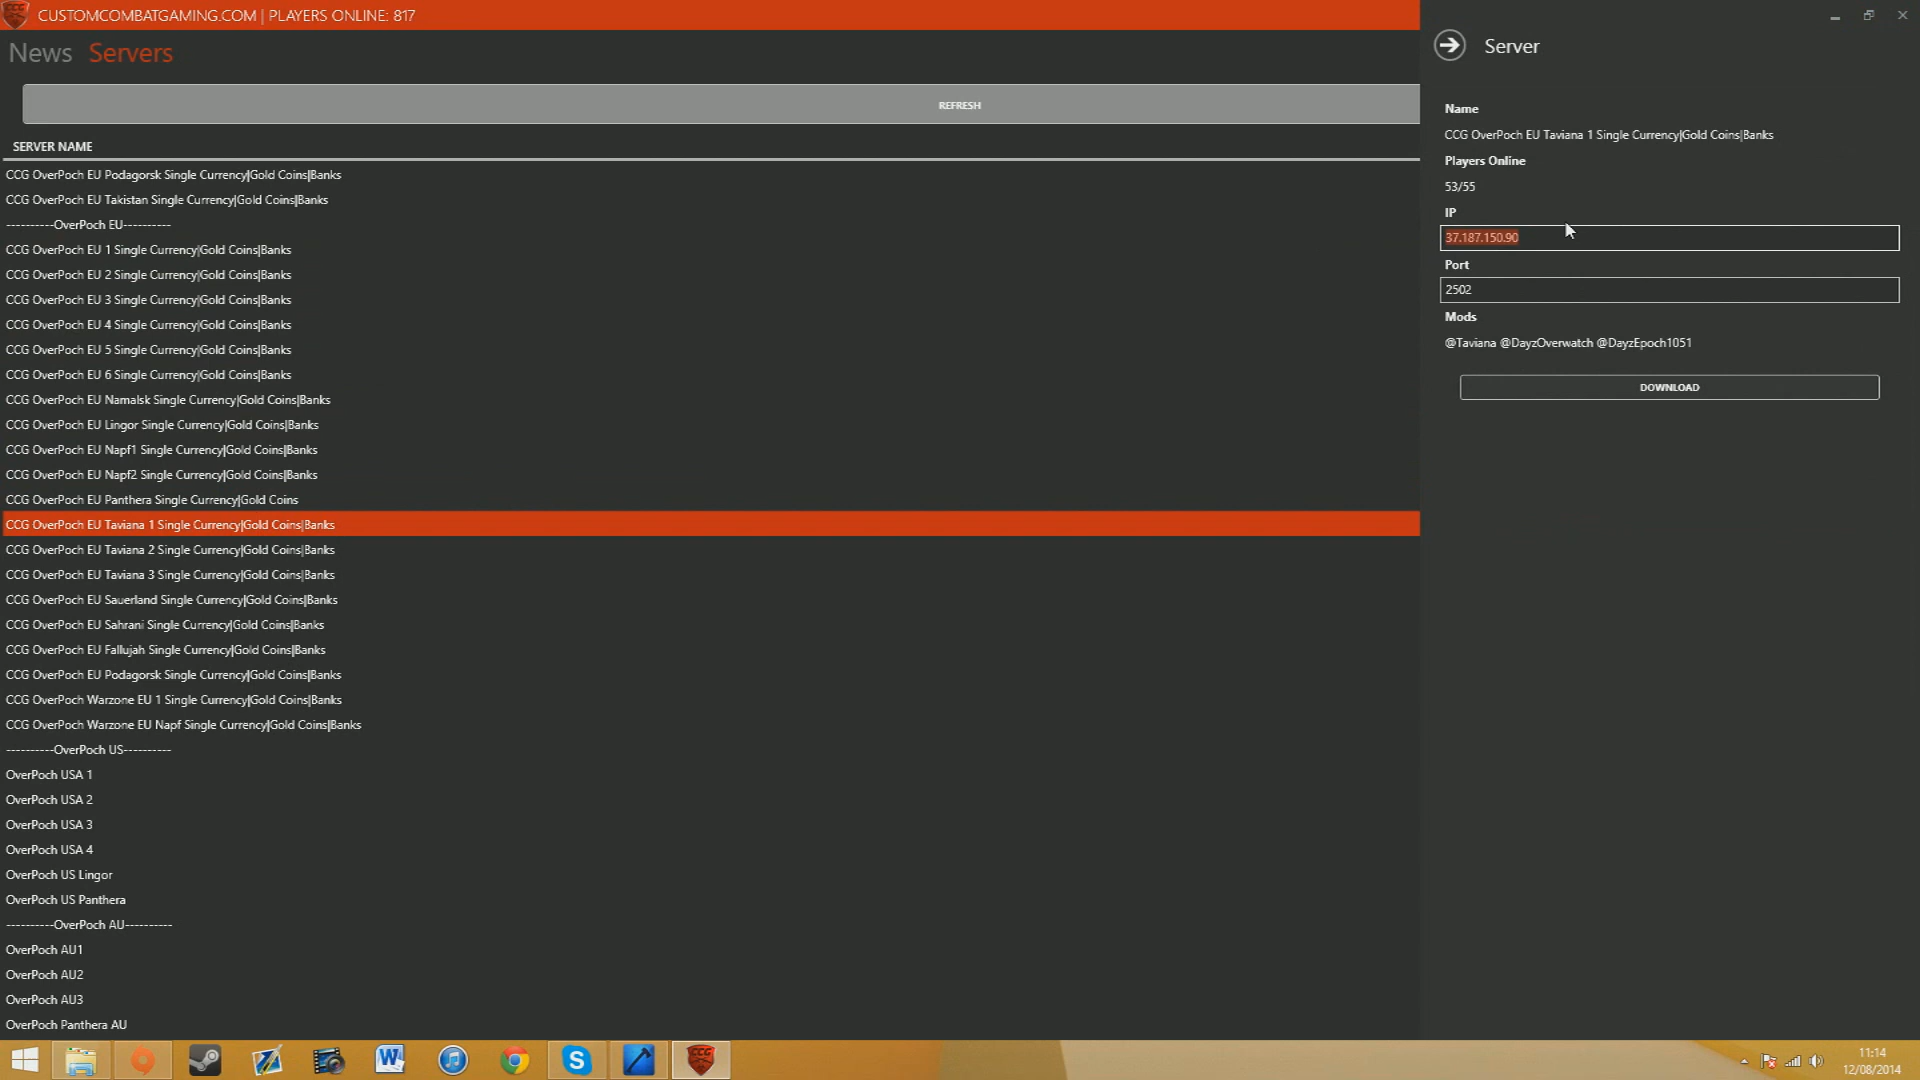 CUSTOMCOMBATGAMING.COM | PLAYERS ONLINE: 817
News Servers
REFRESH
SERVER NAME
CCG OverPoch EU Podagorsk Single Currency|Gold Coins|Banks
CCG OverPoch EU Takistan Single Currency|Gold Coins|Banks
----------OverPoch EU----------
CCG OverPoch EU 1 Single Currency|Gold Coins|Banks
CCG OverPoch EU 2 Single Currency|Gold Coins|Banks
CCG OverPoch EU 3 Single Currency|Gold Coins|Banks
CCG OverPoch EU 4 Single Currency|Gold Coins|Banks
CCG OverPoch EU 5 Single Currency|Gold Coins|Banks
CCG OverPoch EU 6 Single Currency|Gold Coins|Banks
CCG OverPoch EU Namalsk Single Currency|Gold Coins|Banks
CCG OverPoch EU Lingor Single Currency|Gold Coins|Banks
CCG OverPoch EU Napf1 Single Currency|Gold Coins|Banks
CCG OverPoch EU Napf2 Single Currency|Gold Coins|Banks
CCG OverPoch EU Panthera Single Currency|Gold Coins
CCG OverPoch EU Taviana 1 Single Currency|Gold Coins|Banks
CCG OverPoch EU Taviana 2 Single Currency|Gold Coins|Banks
CCG OverPoch EU Taviana 3 Single Currency|Gold Coins|Banks
CCG OverPoch EU Sauerland Single Currency|Gold Coins|Banks
CCG OverPoch EU Sahrani Single Currency|Gold Coins|Banks
CCG OverPoch EU Fallujah Single Currency|Gold Coins|Banks
CCG OverPoch EU Podagorsk Single Currency|Gold Coins|Banks
CCG OverPoch Warzone EU 1 Single Currency|Gold Coins|Banks
CCG OverPoch Warzone EU Napf Single Currency|Gold Coins|Banks
----------OverPoch US----------
OverPoch USA 1
OverPoch USA 2
OverPoch USA 3
OverPoch USA 4
OverPoch US Lingor
OverPoch US Panthera
----------OverPoch AU----------
OverPoch AU1
OverPoch AU2
OverPoch AU3
OverPoch Panthera AU
Server
Name
CCG OverPoch EU Taviana 1 Single Currency|Gold Coins|Banks
Players Online
53/55
IP
37.187.150.90
Port
2502
Mods
@Taviana @DayzOverwatch @DayzEpoch1051
DOWNLOAD
CCG
11:14
12/08/2014